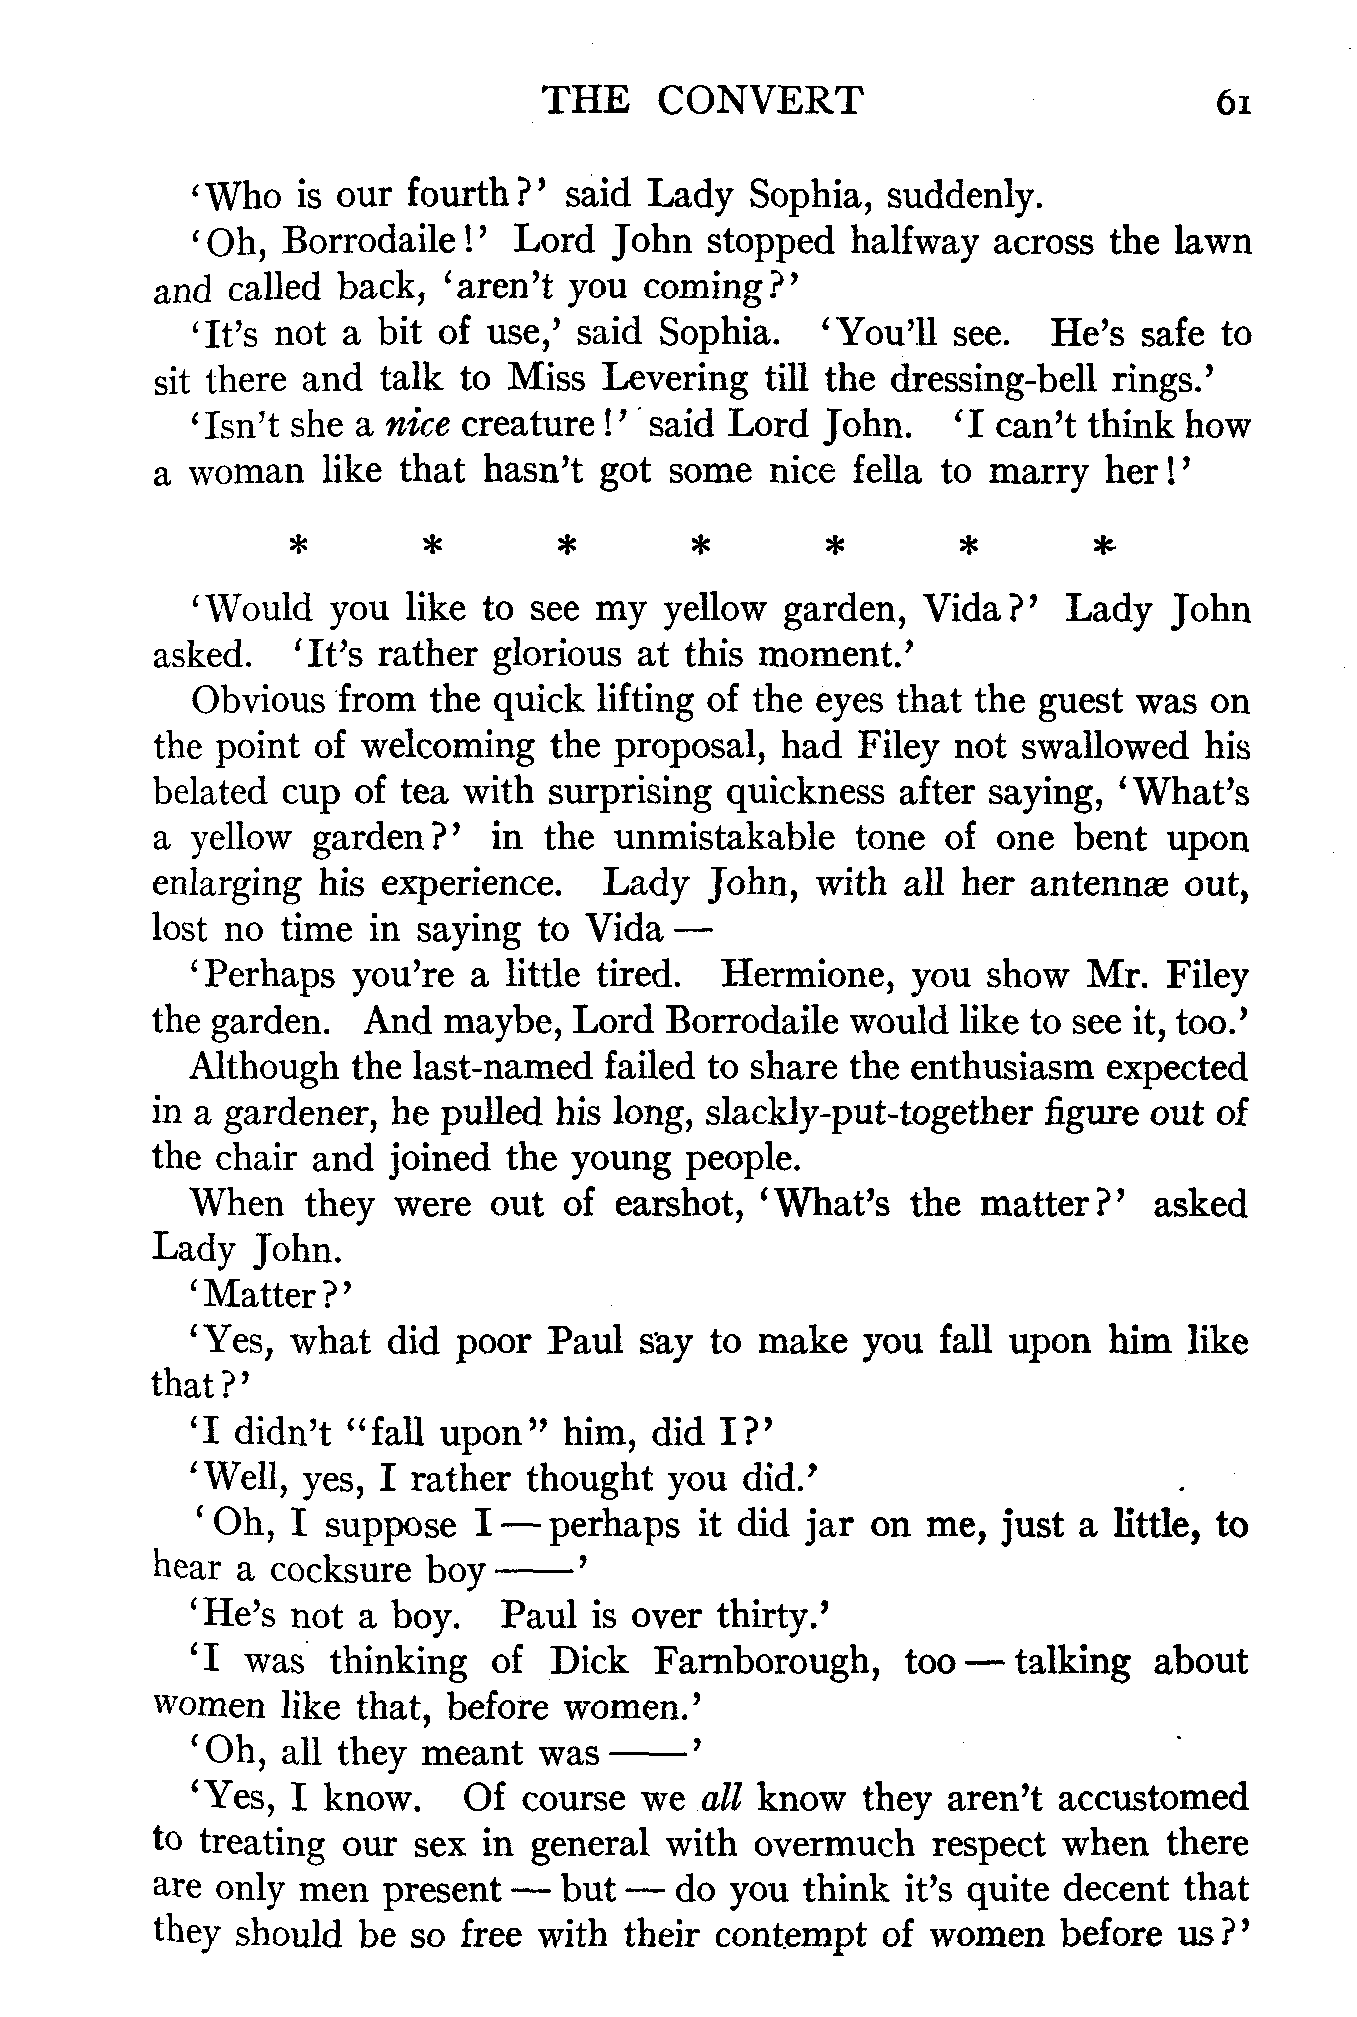 THE CONVERT 61
‘Who is our fourth?’ said Lady Sophia, suddenly.
‘Oh, Borrodaile!’ Lord John stopped halfway across the lawn
and called back, ‘aren’t you coming?’
‘It’s not a bit of use,’ said Sophia. ‘You’ll see. He’s safe to
sit there and talk to Miss Levering till the dressing-bell rings.’
‘Isn’t she a nice creature!’ said Lord John. ‘I can’t think how
a woman like that hasn’t got some nice fella to marry her!’
* * * * * * *
‘Would you like to see my yellow garden, Vida?’ Lady John
asked. ‘It’s rather glorious at this moment.’
Obvious from the quick lifting of the eyes that the guest was on
the point of welcoming the proposal, had Filey not swallowed his
belated cup of tea with surprising quickness after saying, ‘What’s
a yellow garden?’ in the unmistakable tone of one bent upon
enlarging his experience. Lady John, with all her antennæ out,
lost no time in saying to Vida —
‘Perhaps you’re a little tired. Hermione, you show Mr. Filey
the garden. And maybe, Lord Borrodaile would like to see it, too.’
Although the last-named failed to share the enthusiasm expected
in a gardener, he pulled his long, slackly-put-together figure out of
the chair and joined the young people.
When they were out of earshot, ‘What’s the matter?’ asked
Lady John.
‘Matter?’
‘Yes, what did poor Paul say to make you fall upon him like
that?’
‘I didn’t “fall upon” him, did I?’
‘Well, yes, I rather thought you did.’
‘Oh, I suppose I — perhaps it did jar on me, just a little, to
hear a cocksure boy ——’
‘He’s not a boy. Paul is over thirty.’
‘I was thinking of Dick Farnborough, too — talking about
women like that, before women.’
‘Oh, all they meant was ——’
‘Yes, I know. Of course we all know they aren’t accustomed
to treating our sex in general with overmuch respect when there
are only men present — but — do you think it’s quite decent that
they should be so free with their contempt of women before us?’